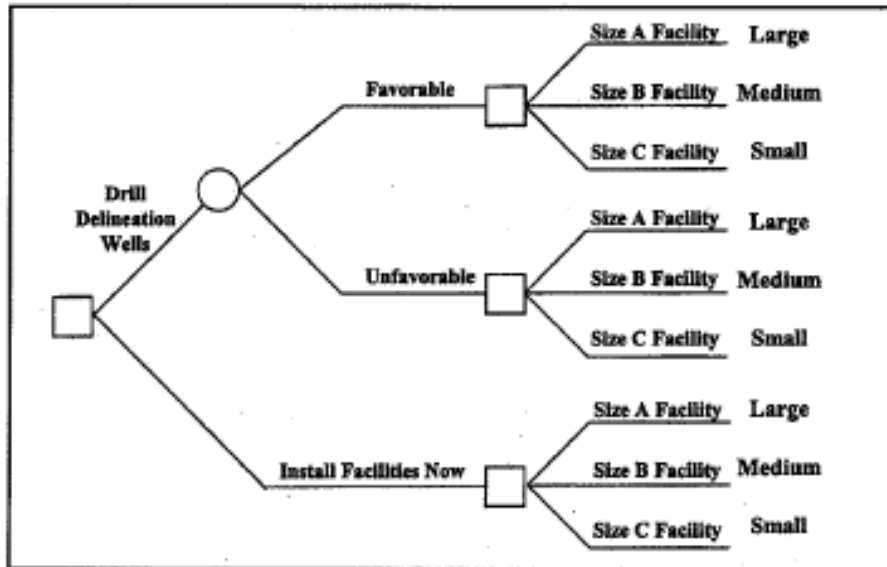 Size A Facility Large
Favorable
Size B Facility Medium
Size C Facility Small
Drill
Delineation
Wells
Size A Facility Large
Unfavorable
Size B Facility Medium
Size C Facility Small
Size A Facility Large
Install Facilities Now
Size B Facility Medium
Size C Facility Small